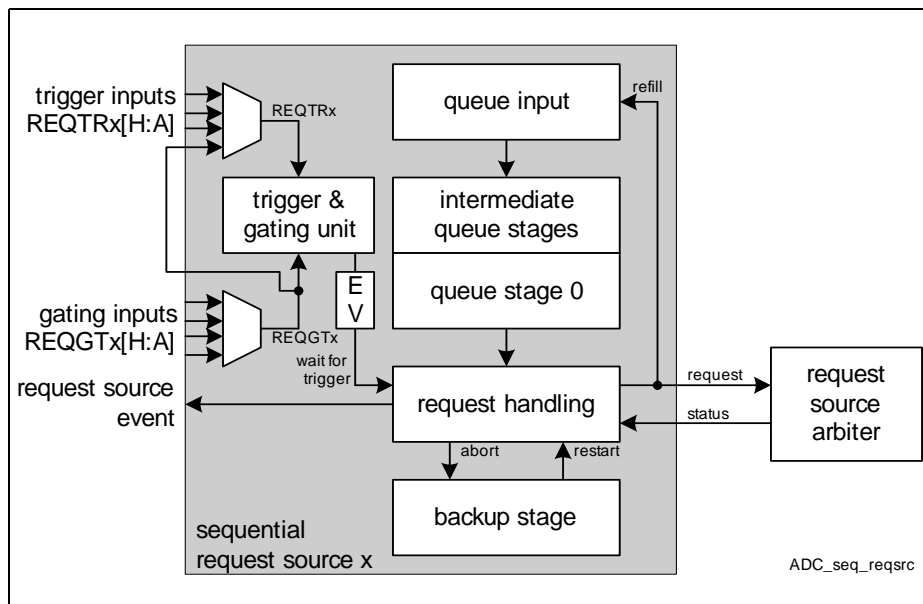 trigger inputs
REQTRx[H:A]
REQTRx
queue input
refill
trigger &
gating unit
intermediate
queue stages
E
V
queue stage 0
gating inputs
REQGTx[H:A]
REQGTx
wait for
trigger
request source
event
request handling
request
status
request
source
arbiter
abort
restart
backup stage
sequential
request source x
ADC_seq_reqsrc